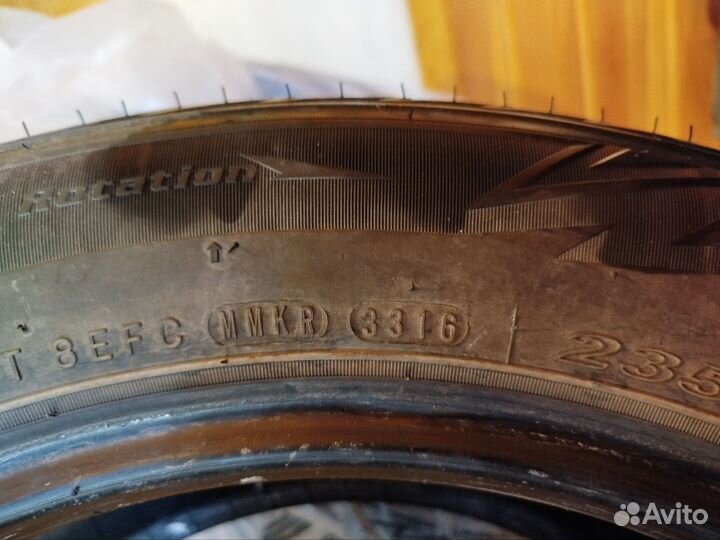 Rotation
T 8EFC MMKR 3316 235
Avito